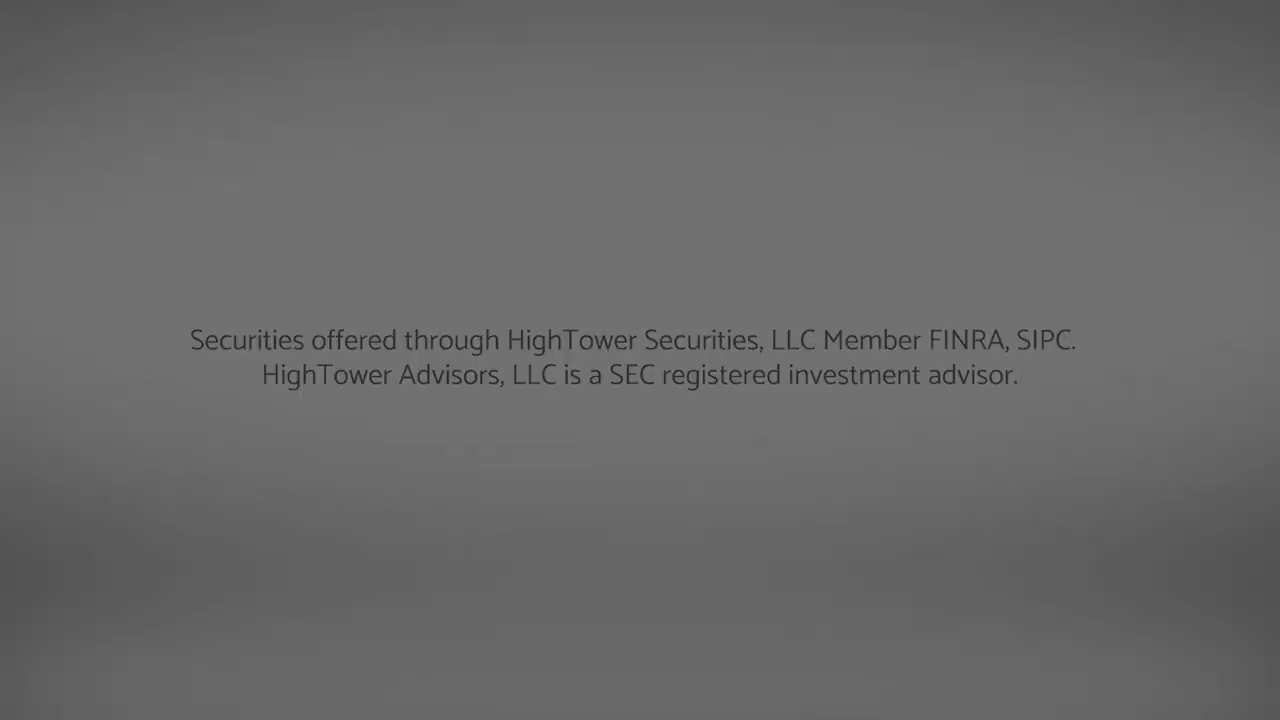 Securities offered through HighTower Securities, LLC Member FINRA, SIPC.
HighTower Advisors, LLC is a SEC registered investment advisor.